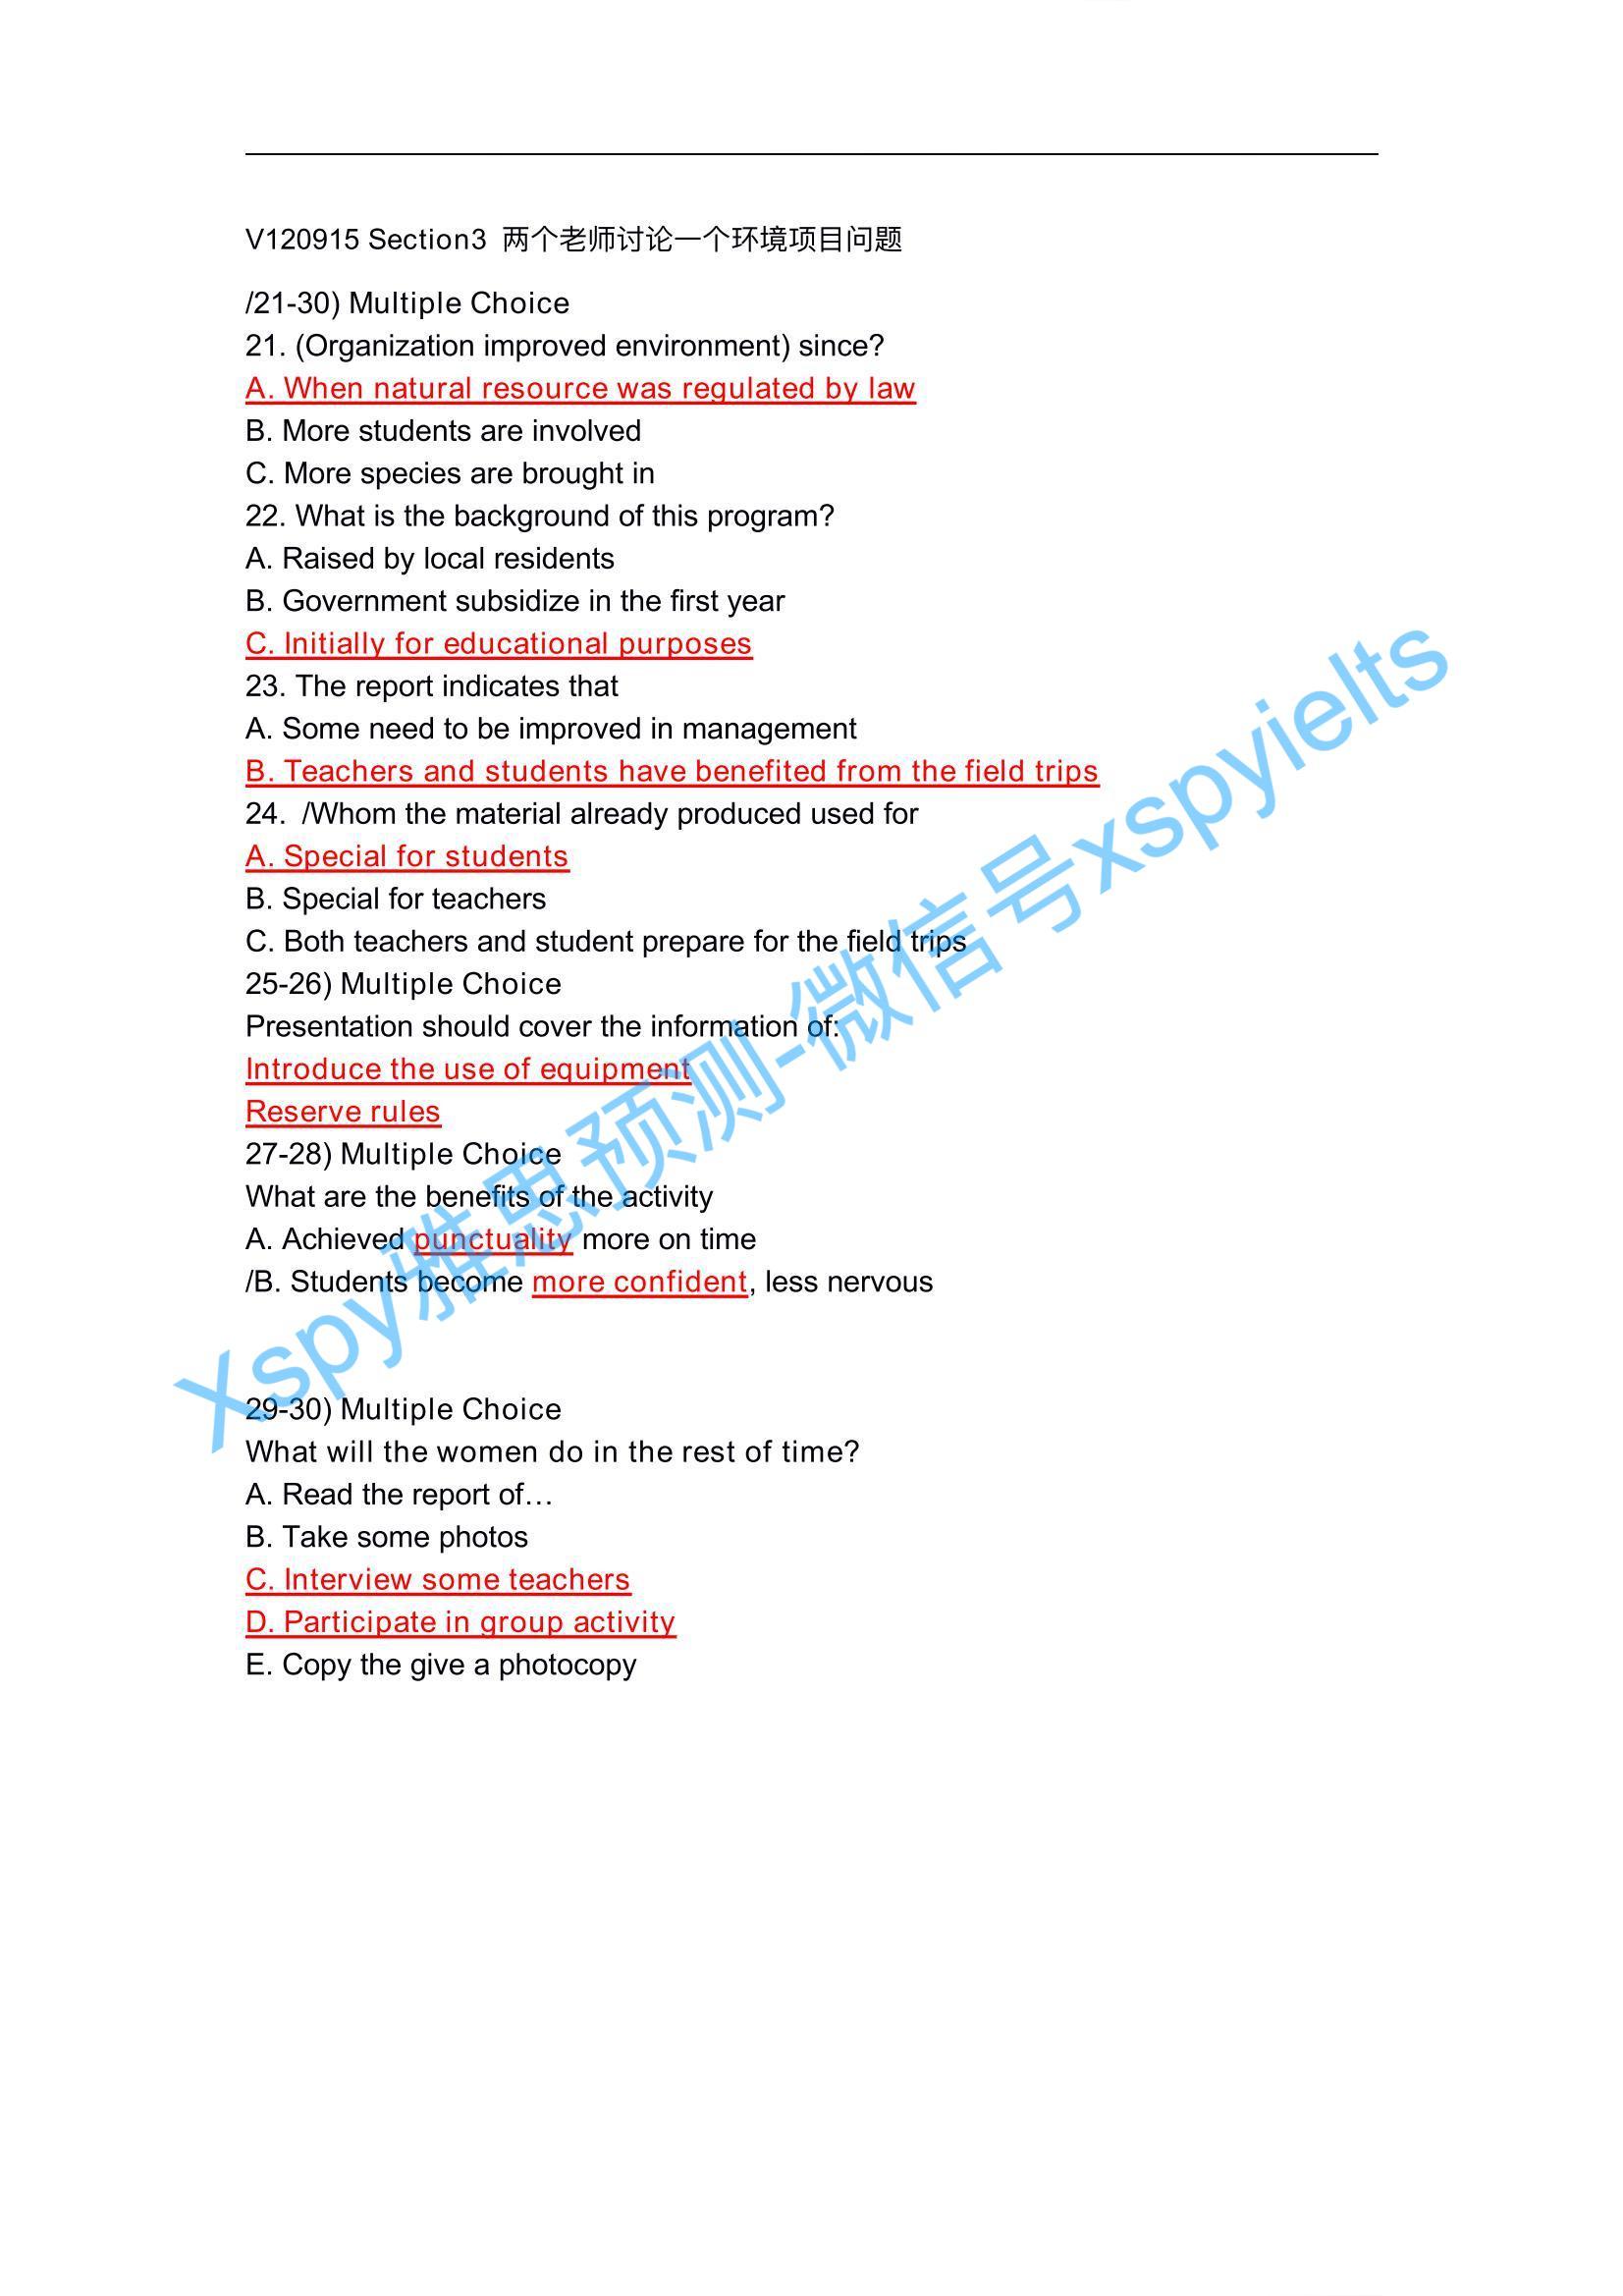 V120915 Section3 两个老师讨论一个环境项目问题
/21-30) Multiple Choice
21. (Organization improved environment) since?
A. When natural resource was regulated by law
B. More students are involved
C. More species are brought in
22. What is the background of this program?
A. Raised by local residents
B. Government subsidize in the first year
C. Initially for educational purposes
23. The report indicates that
A. Some need to be improved in management
B. Teachers and students have benefited from the field trips
24. /Whom the material already produced used for
A. Special for students
B. Special for teachers
C. Both teachers and student prepare for the field trips
25-26) Multiple Choice
Presentation should cover the information of:
Introduce the use of equipment
Reserve rules
27-28) Multiple Choice
What are the benefits of the activity
A. Achieved punctuality more on time
/B. Students become more confident, less nervous
29-30) Multiple Choice
What will the women do in the rest of time?
A. Read the report of…
B. Take some photos
C. Interview some teachers
D. Participate in group activity
E. Copy the give a photocopy
Xspy雅思预测-微信号xspyielts